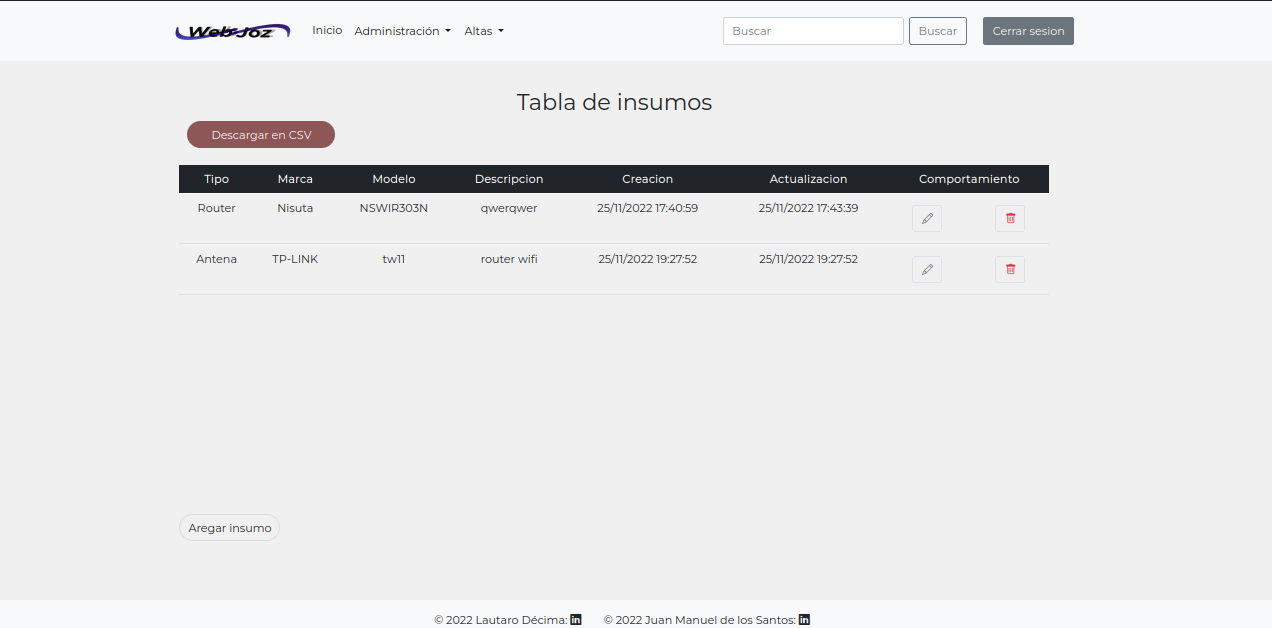 Web Joz Inicio Administración Altas Buscar Buscar Cerrar sesion
Tabla de insumos
Descargar en CSV
Tipo Marca Modelo Descripcion Creacion Actualizacion Comportamiento
Router Nisuta NSWIR303N qwerqwer 25/11/2022 17:40:59 25/11/2022 17:43:39
Antena TP-LINK tw11 router wifi 25/11/2022 19:27:52 25/11/2022 19:27:52
Aregar insumo
© 2022 Lautaro Décima: in © 2022 Juan Manuel de los Santos: in